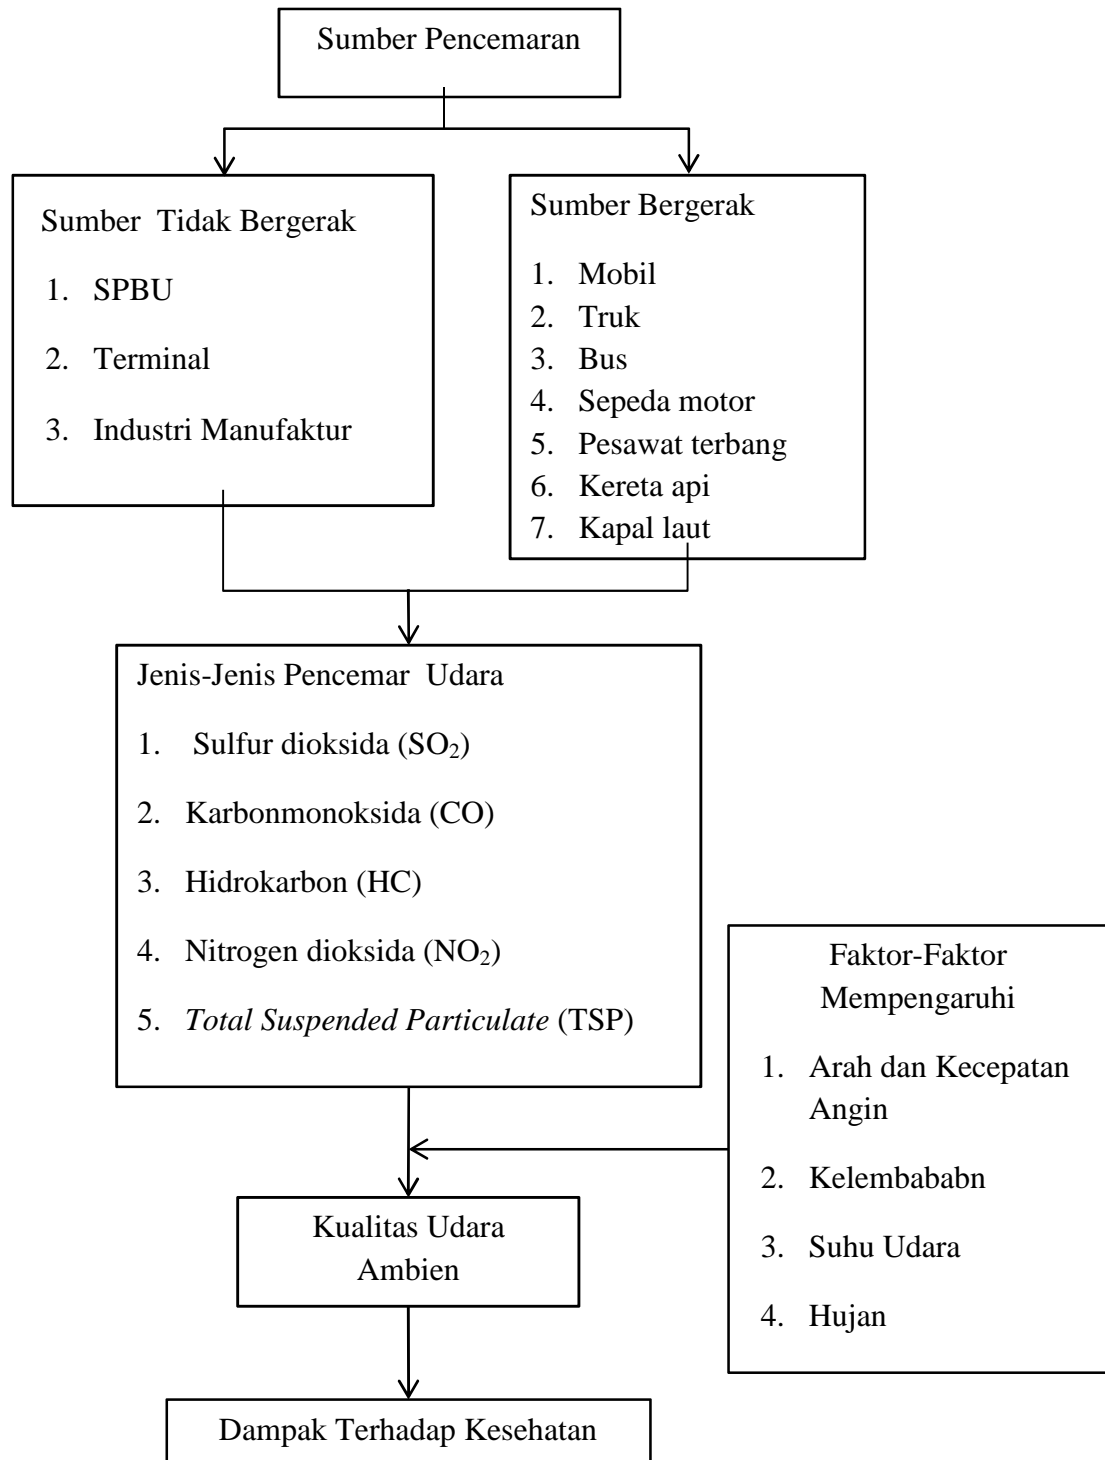 Sumber Pencemaran
Sumber Tidak Bergerak
1. SPBU
2. Terminal
3. Industri Manufaktur
Sumber Bergerak
1. Mobil
2. Truk
3. Bus
4. Sepeda motor
5. Pesawat terbang
6. Kereta api
7. Kapal laut
Jenis-Jenis Pencemar Udara
1. Sulfur dioksida (SO₂)
2. Karbonmonoksida (CO)
3. Hidrokarbon (HC)
4. Nitrogen dioksida (NO₂)
5. Total Suspended Particulate (TSP)
Faktor-Faktor
Mempengaruhi
1. Arah dan Kecepatan
Angin
2. Kelembababn
3. Suhu Udara
4. Hujan
Kualitas Udara
Ambien
Dampak Terhadap Kesehatan